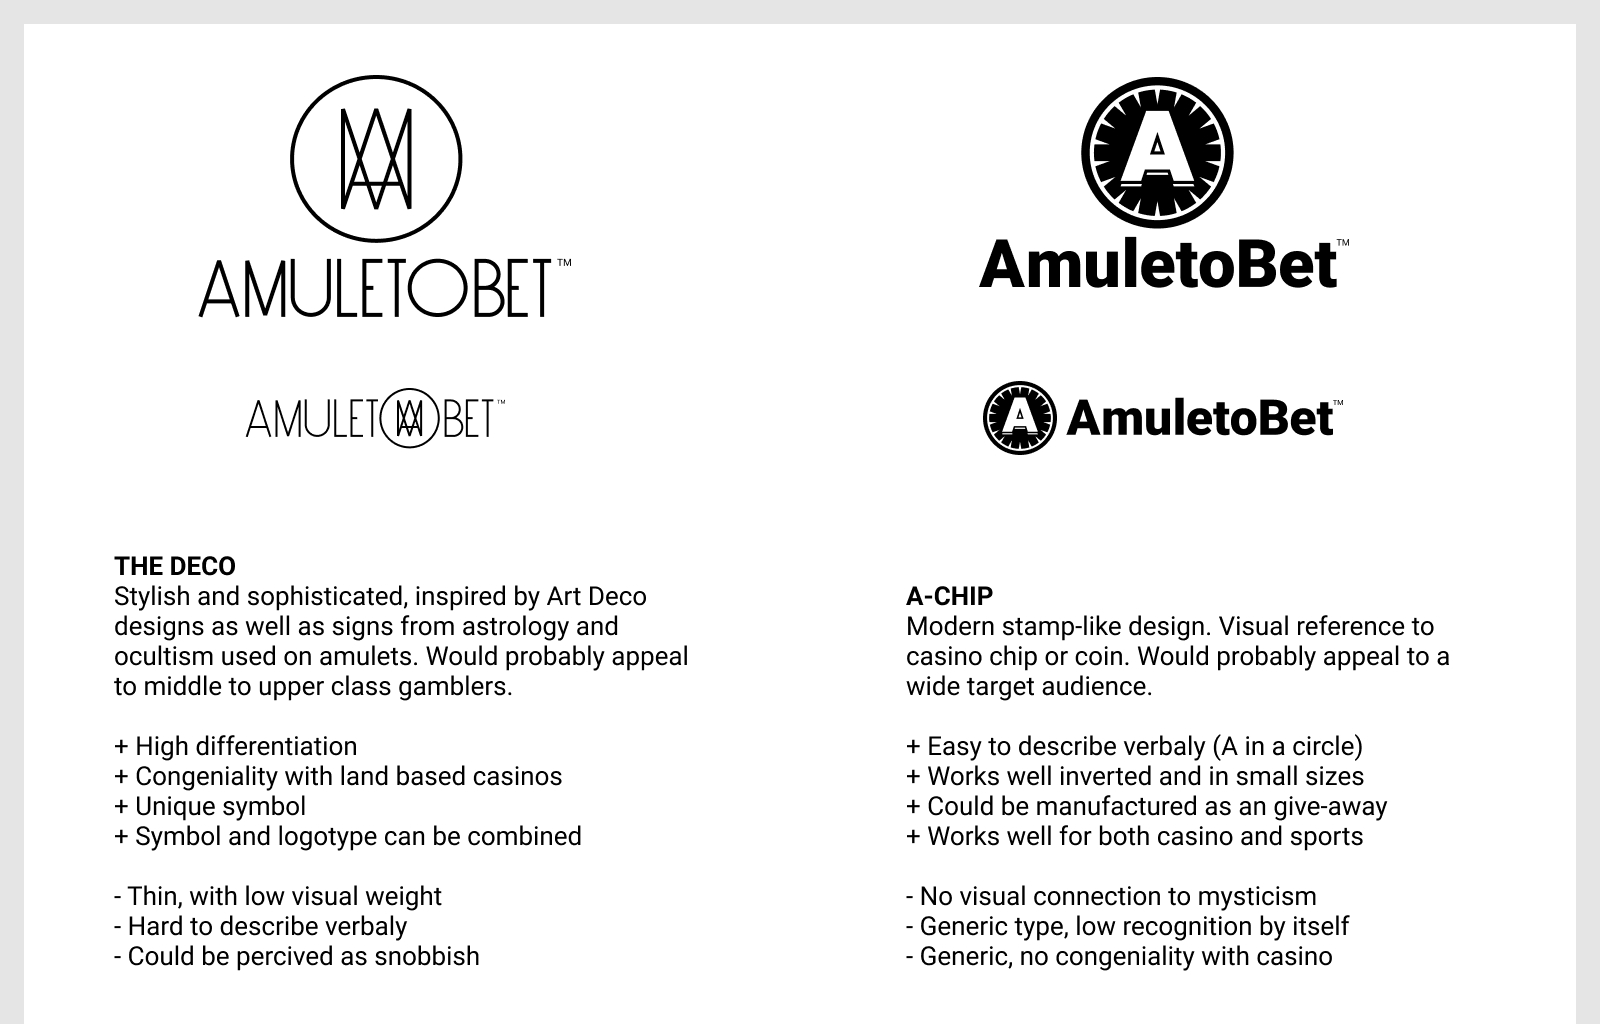 AMULETOBET™
AMULETOBET™
THE DECO
Stylish and sophisticated, inspired by Art Deco
designs as well as signs from astrology and
ocultism used on amulets. Would probably appeal
to middle to upper class gamblers.
+ High differentiation
+ Congeniality with land based casinos
+ Unique symbol
+ Symbol and logotype can be combined
- Thin, with low visual weight
- Hard to describe verbaly
- Could be percived as snobbish
A
AmuletoBet™
A AmuletoBet™
A-CHIP
Modern stamp-like design. Visual reference to
casino chip or coin. Would probably appeal to a
wide target audience.
+ Easy to describe verbaly (A in a circle)
+ Works well inverted and in small sizes
+ Could be manufactured as an give-away
+ Works well for both casino and sports
- No visual connection to mysticism
- Generic type, low recognition by itself
- Generic, no congeniality with casino